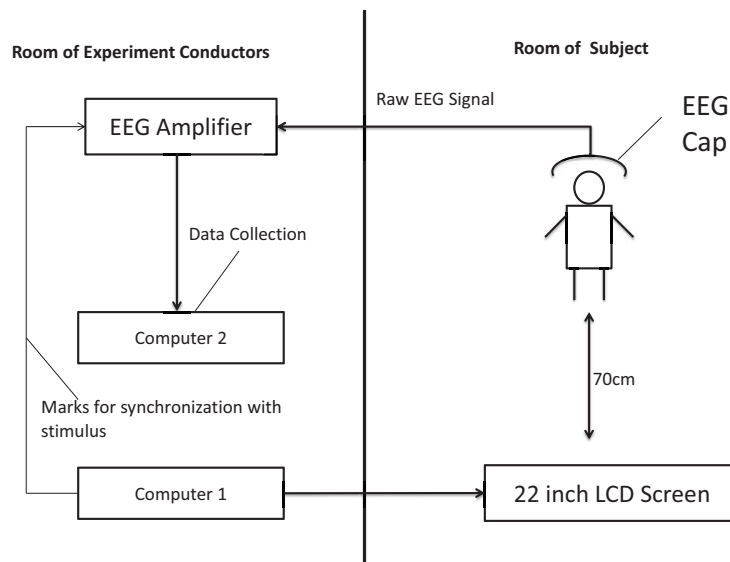 Room of Experiment Conductors
Room of Subject
Raw EEG Signal
EEG
Cap
EEG Amplifier
Data Collection
Computer 2
70cm
Marks for synchronization with
stimulus
Computer 1
22 inch LCD Screen